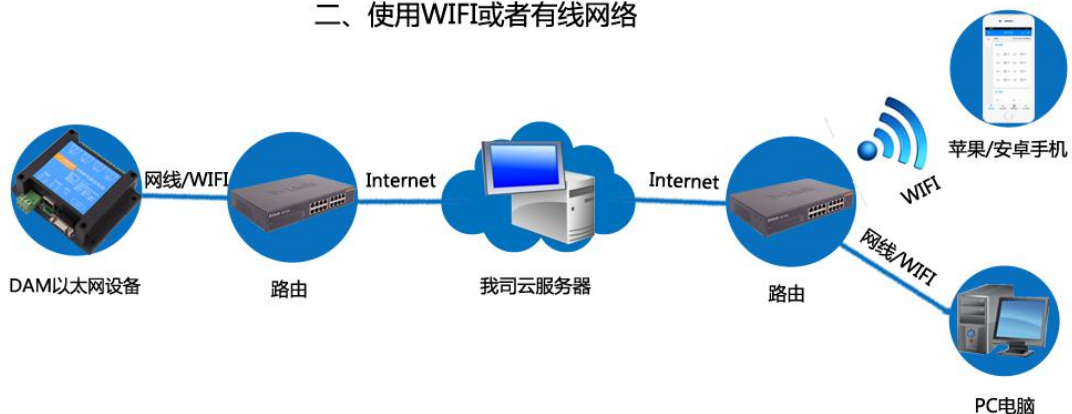 二、使用WIFI或者有线网络
苹果/安卓手机
网线/WIFI
Internet
Internet
WIFI
网线/WIFI
DAM以太网设备
路由
我司云服务器
路由
PC电脑